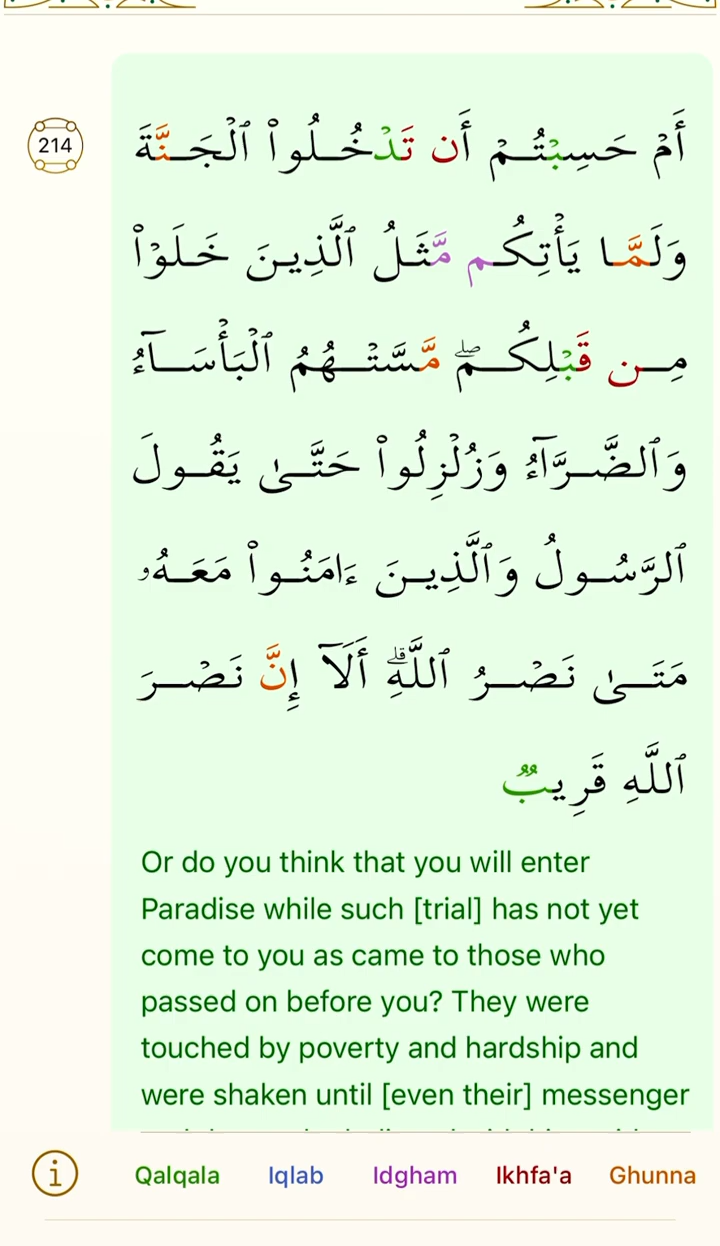 214
أَمْ حَسِبْتُمْ أَن تَدْخُلُوا۟ ٱلْجَنَّةَ
وَلَمَّا يَأْتِكُم مَّثَلُ ٱلَّذِينَ خَلَوْا۟
مِن قَبْلِكُم ۖ مَّسَّتْهُمُ ٱلْبَأْسَآءُ
وَٱلضَّرَّآءُ وَزُلْزِلُوا۟ حَتَّىٰ يَقُولَ
ٱلرَّسُولُ وَٱلَّذِينَ ءَامَنُوا۟ مَعَهُۥ
مَتَىٰ نَصْرُ ٱللَّهِ ۗ أَلَآ إِنَّ نَصْرَ
ٱللَّهِ قَرِيبٌ
Or do you think that you will enter
Paradise while such [trial] has not yet
come to you as came to those who
passed on before you? They were
touched by poverty and hardship and
were shaken until [even their] messenger
i Qalqala Iqlab Idgham Ikhfa'a Ghunna